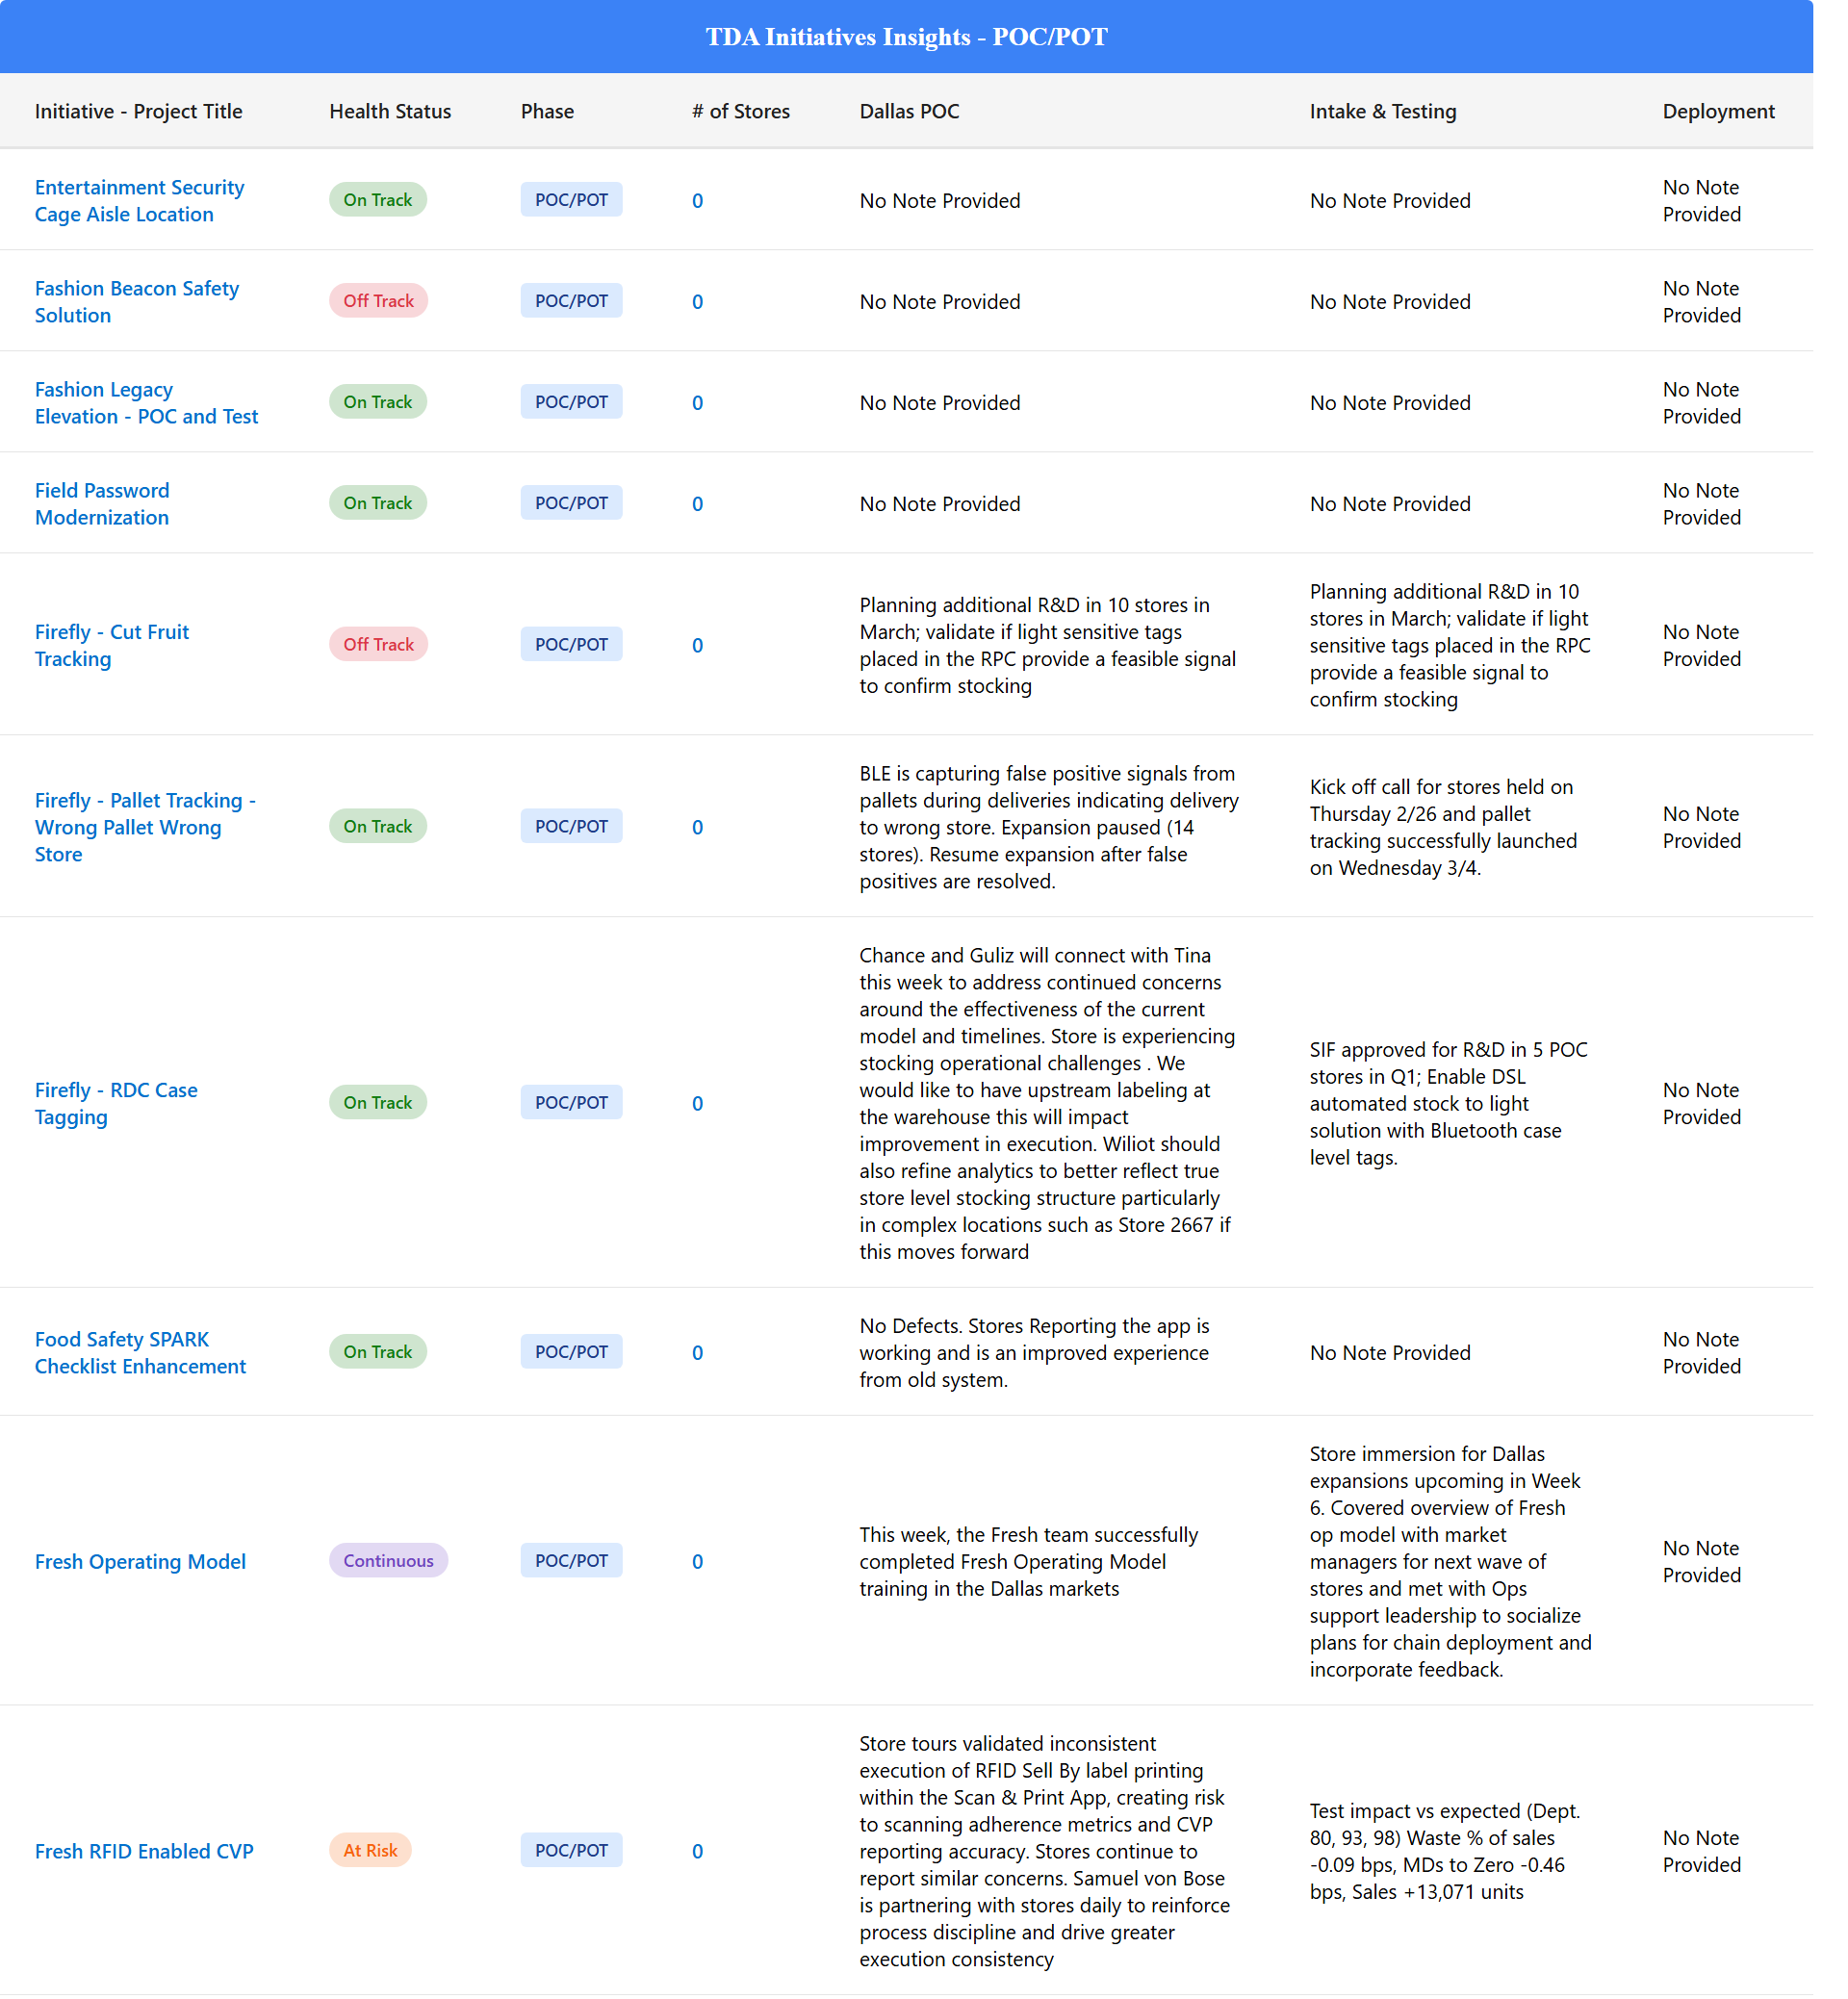 TDA Initiatives Insights - POC/POT
Initiative - Project Title
Health Status
Phase
# of Stores
Dallas POC
Intake & Testing
Deployment
Entertainment Security
Cage Aisle Location
On Track
POC/POT
0
No Note Provided
No Note Provided
No Note
Provided
Fashion Beacon Safety
Solution
Off Track
POC/POT
0
No Note Provided
No Note Provided
No Note
Provided
Fashion Legacy
Elevation - POC and Test
On Track
POC/POT
0
No Note Provided
No Note Provided
No Note
Provided
Field Password
Modernization
On Track
POC/POT
0
No Note Provided
No Note Provided
No Note
Provided
Firefly - Cut Fruit
Tracking
Off Track
POC/POT
0
Planning additional R&D in 10 stores in
March; validate if light sensitive tags
placed in the RPC provide a feasible signal
to confirm stocking
Planning additional R&D in 10
stores in March; validate if light
sensitive tags placed in the RPC
provide a feasible signal to
confirm stocking
No Note
Provided
Firefly - Pallet Tracking -
Wrong Pallet Wrong
Store
On Track
POC/POT
0
BLE is capturing false positive signals from
pallets during deliveries indicating delivery
to wrong store. Expansion paused (14
stores). Resume expansion after false
positives are resolved.
Kick off call for stores held on
Thursday 2/26 and pallet
tracking successfully launched
on Wednesday 3/4.
No Note
Provided
Firefly - RDC Case
Tagging
On Track
POC/POT
0
Chance and Guliz will connect with Tina
this week to address continued concerns
around the effectiveness of the current
model and timelines. Store is experiencing
stocking operational challenges . We
would like to have upstream labeling at
the warehouse this will impact
improvement in execution. Wiliot should
also refine analytics to better reflect true
store level stocking structure particularly
in complex locations such as Store 2667 if
this moves forward
SIF approved for R&D in 5 POC
stores in Q1; Enable DSL
automated stock to light
solution with Bluetooth case
level tags.
No Note
Provided
Food Safety SPARK
Checklist Enhancement
On Track
POC/POT
0
No Defects. Stores Reporting the app is
working and is an improved experience
from old system.
No Note Provided
No Note
Provided
Fresh Operating Model
Continuous
POC/POT
0
This week, the Fresh team successfully
completed Fresh Operating Model
training in the Dallas markets
Store immersion for Dallas
expansions upcoming in Week
6. Covered overview of Fresh
op model with market
managers for next wave of
stores and met with Ops
support leadership to socialize
plans for chain deployment and
incorporate feedback.
No Note
Provided
Fresh RFID Enabled CVP
At Risk
POC/POT
0
Store tours validated inconsistent
execution of RFID Sell By label printing
within the Scan & Print App, creating risk
to scanning adherence metrics and CVP
reporting accuracy. Stores continue to
report similar concerns. Samuel von Bose
is partnering with stores daily to reinforce
process discipline and drive greater
execution consistency
Test impact vs expected (Dept.
80, 93, 98) Waste % of sales
-0.09 bps, MDs to Zero -0.46
bps, Sales +13,071 units
No Note
Provided